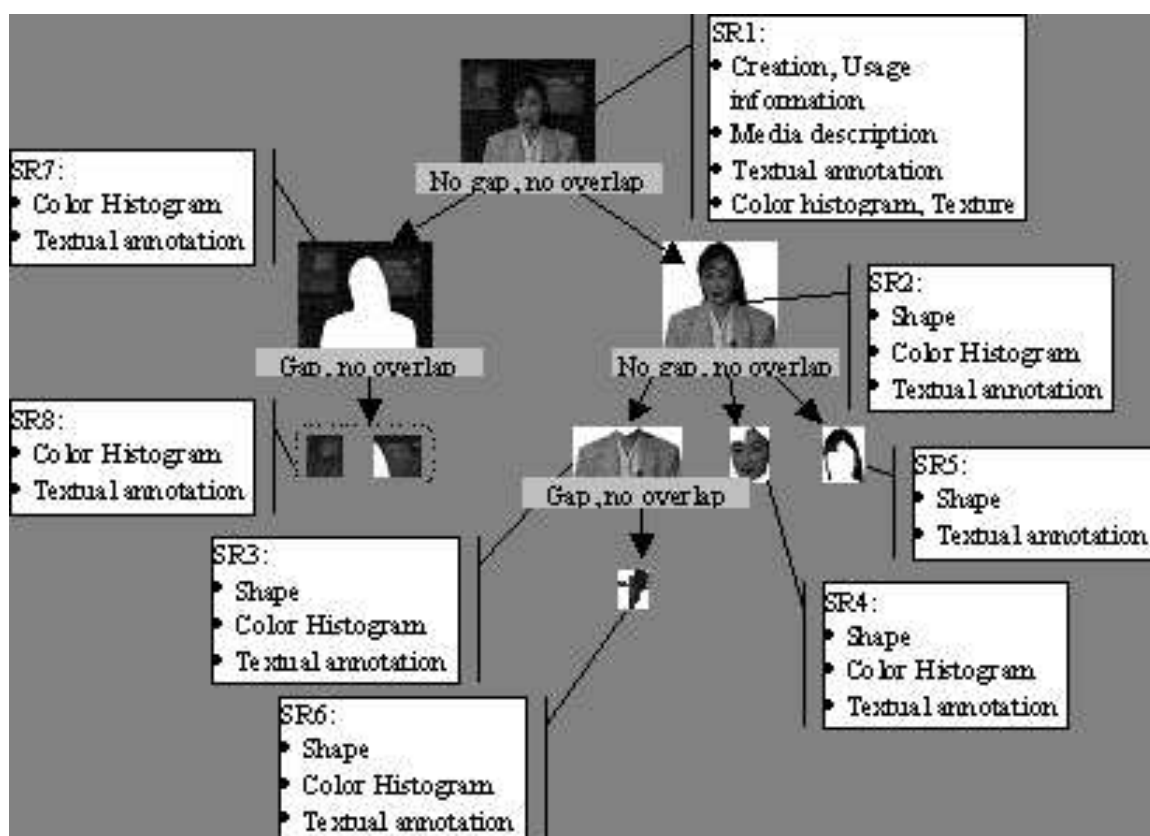 SR1:
• Creation, Usage
information
• Media description
• Textual annotation
• Color histogram, Texture
No gap, no overlap
SR7:
• Color Histogram
• Textual annotation
Gap, no overlap
SR2:
• Shape
• Color Histogram
• Textual annotation
No gap, no overlap
SR8:
• Color Histogram
• Textual annotation
Gap, no overlap
SR5:
• Shape
• Textual annotation
SR3:
• Shape
• Color Histogram
• Textual annotation
SR4:
• Shape
• Color Histogram
• Textual annotation
SR6:
• Shape
• Color Histogram
• Textual annotation